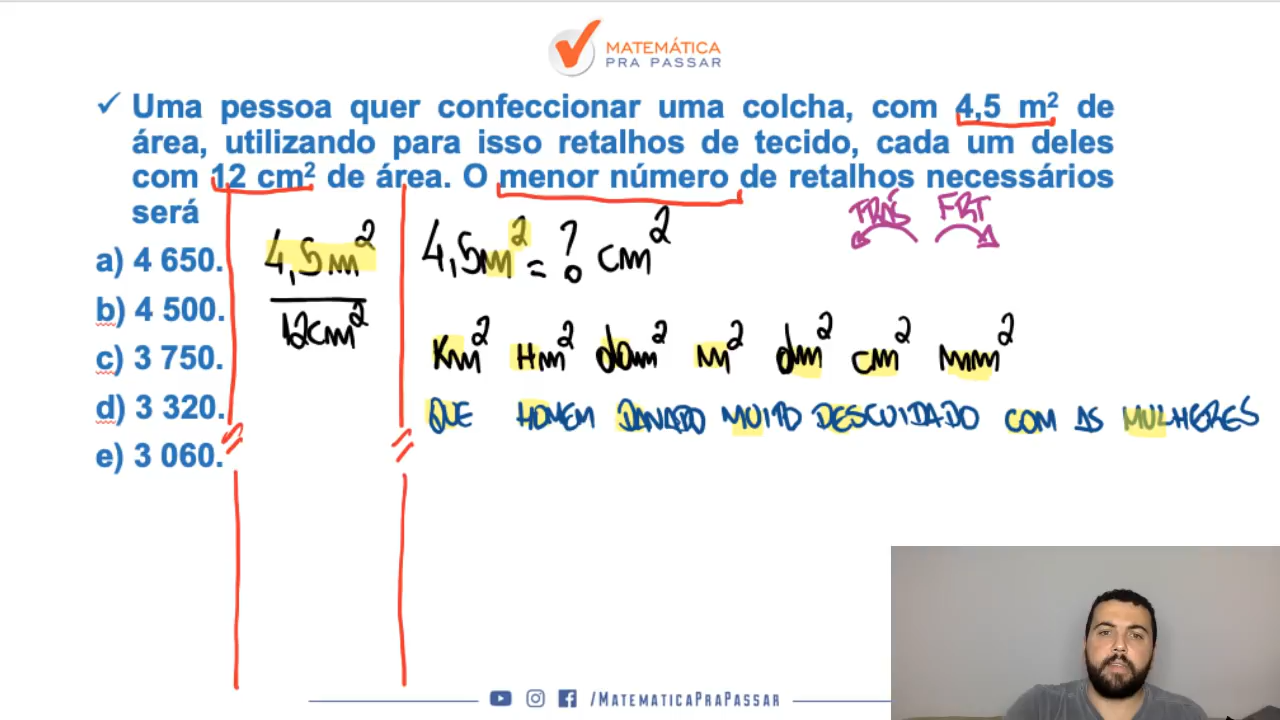 MATEMÁTICA
PRA PASSAR
✓ Uma pessoa quer confeccionar uma colcha, com 4,5 m² de
área, utilizando para isso retalhos de tecido, cada um deles
com 12 cm² de área. O menor número de retalhos necessários
será
a) 4 650.
b) 4 500.
c) 3 750.
d) 3 320.
e) 3 060.
4,5m²
12cm²
TRÁS FRT
4,5m² = ? cm²
Km² Hm² dam² m² dm² cm² mm²
QUE HOMEM DANADO MUITO DESCUIDADO COM AS MULHERES
/MATEMATICAPRAPASSAR